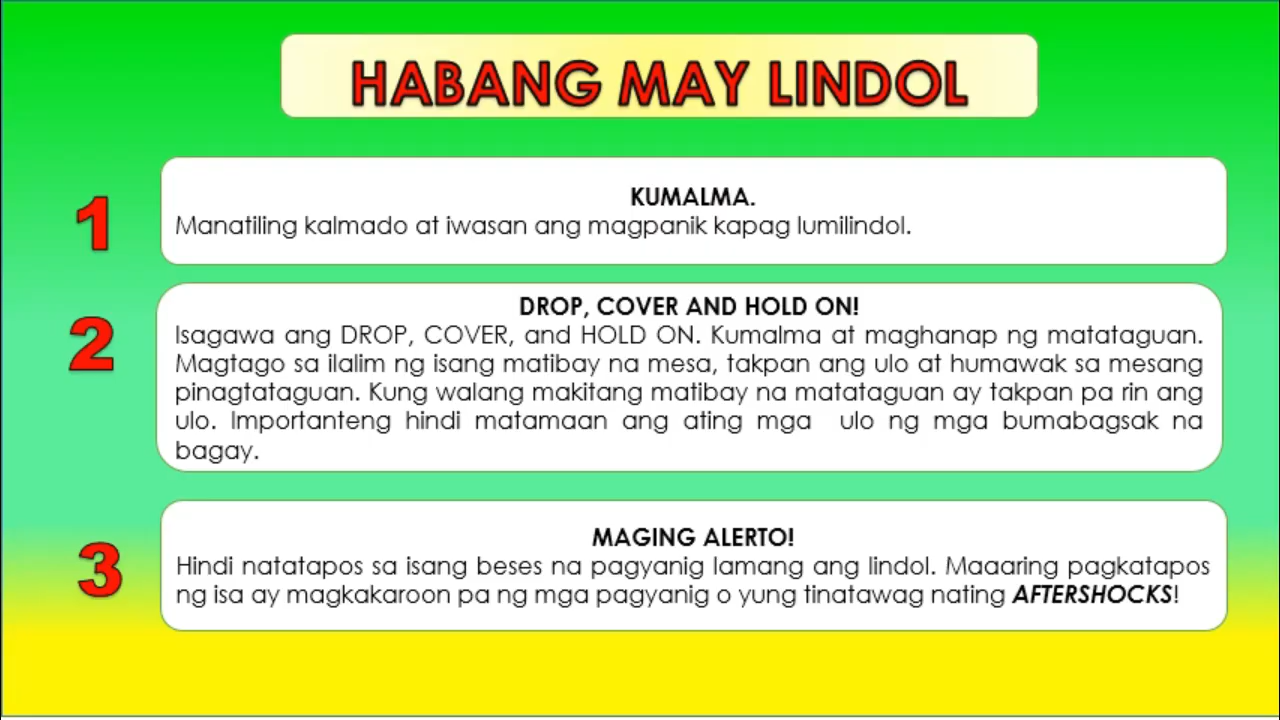 HABANG MAY LINDOL
1
KUMALMA.
Manatiling kalmado at iwasan ang magpanik kapag lumilindol.
2
DROP, COVER AND HOLD ON!
Isagawa ang DROP, COVER, and HOLD ON. Kumalma at maghanap ng matataguan.
Magtago sa ilalim ng isang matibay na mesa, takpan ang ulo at humawak sa mesang
pinagtataguan. Kung walang makitang matibay na matataguan ay takpan pa rin ang
ulo. Importanteng hindi matamaan ang ating mga ulo ng mga bumabagsak na
bagay.
3
MAGING ALERTO!
Hindi natatapos sa isang beses na pagyanig lamang ang lindol. Maaaring pagkatapos
ng isa ay magkakaroon pa ng mga pagyanig o yung tinatawag nating AFTERSHOCKS!